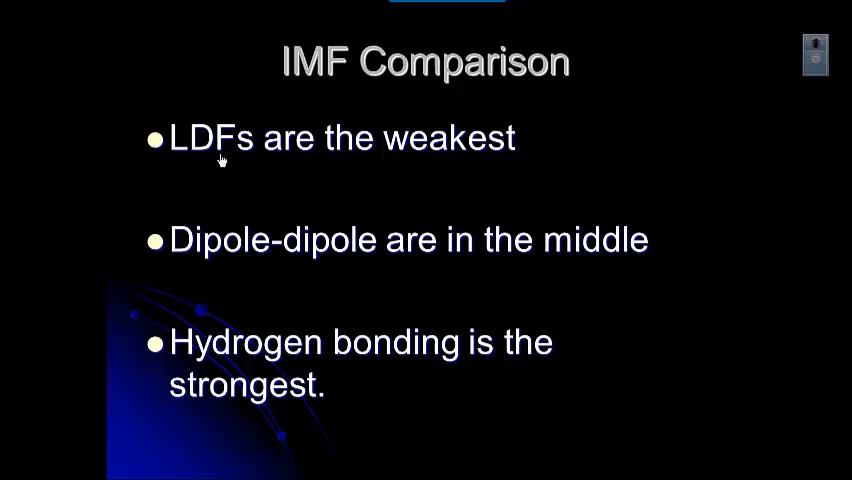 IMF Comparison
LDFs are the weakest
Dipole-dipole are in the middle
Hydrogen bonding is the
strongest.